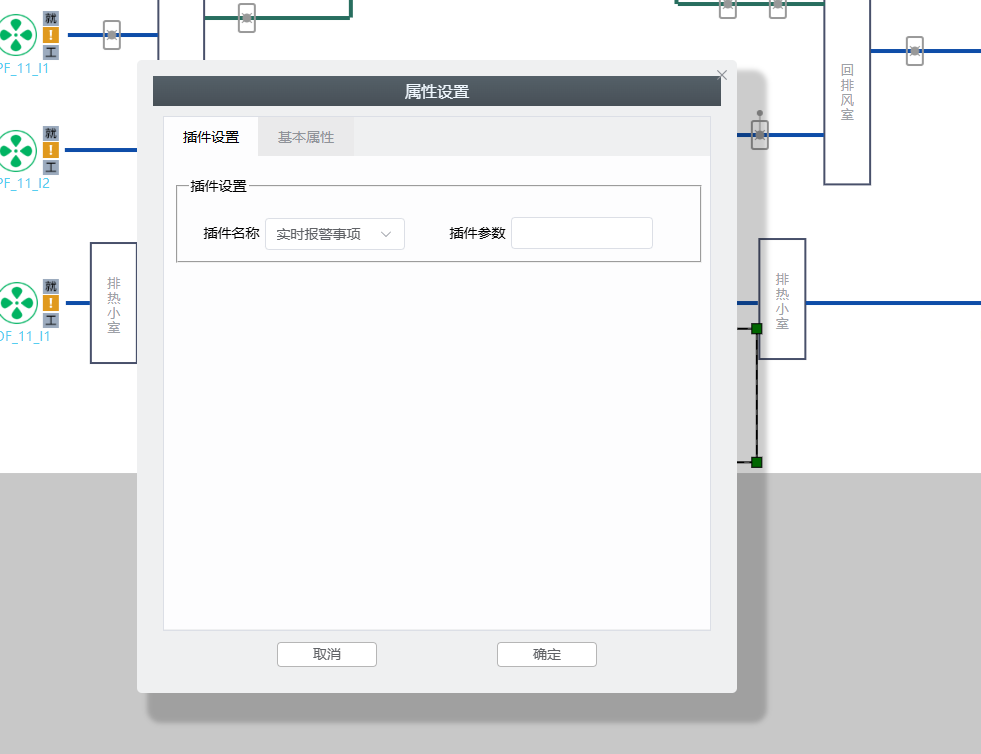 就
!
工
PF_11_I1
回排风室
属性设置
插件设置
基本属性
就
!
工
PF_11_I2
插件设置
插件名称
实时报警事项
插件参数
就
!
工
OF_11_I1
排热小室
排热小室
取消
确定